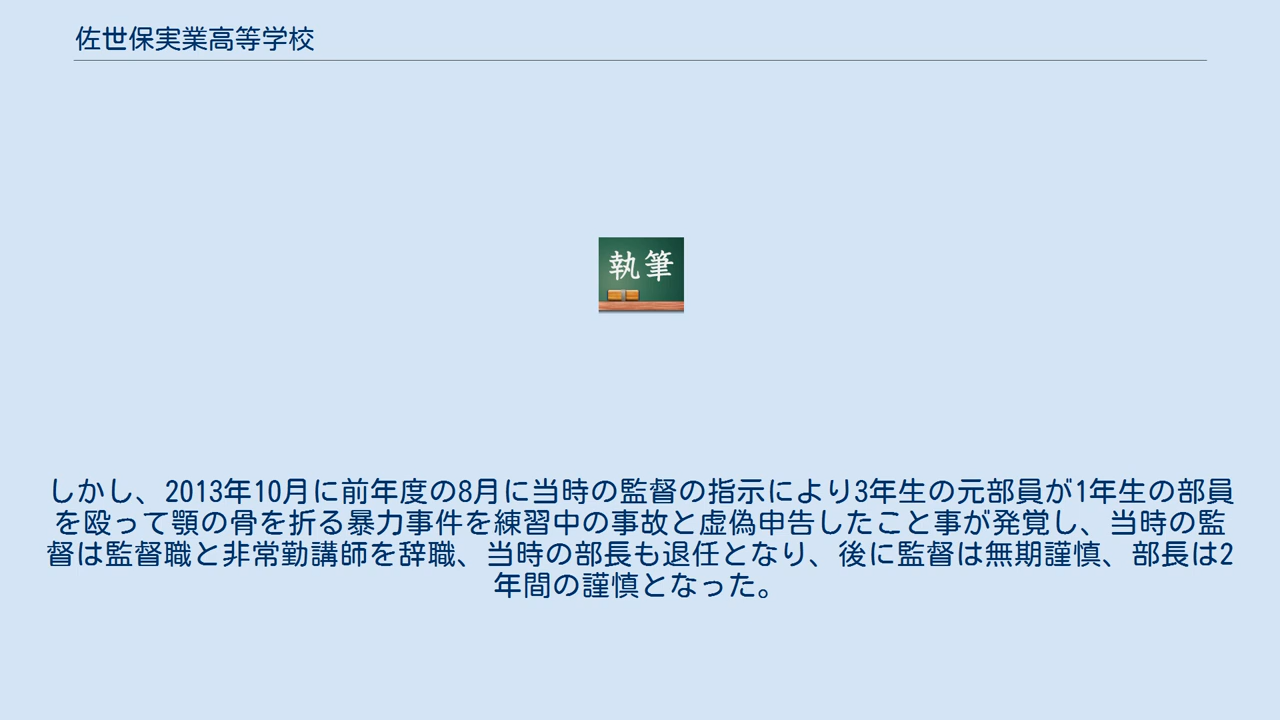 佐世保実業高等学校
執筆
しかし、2013年10月に前年度の8月に当時の監督の指示により3年生の元部員が1年生の部員
を殴って顎の骨を折る暴力事件を練習中の事故と虚偽申告したこと事が発覚し、当時の監
督は監督職と非常勤講師を辞職、当時の部長も退任となり、後に監督は無期謹慎、部長は2
年間の謹慎となった。